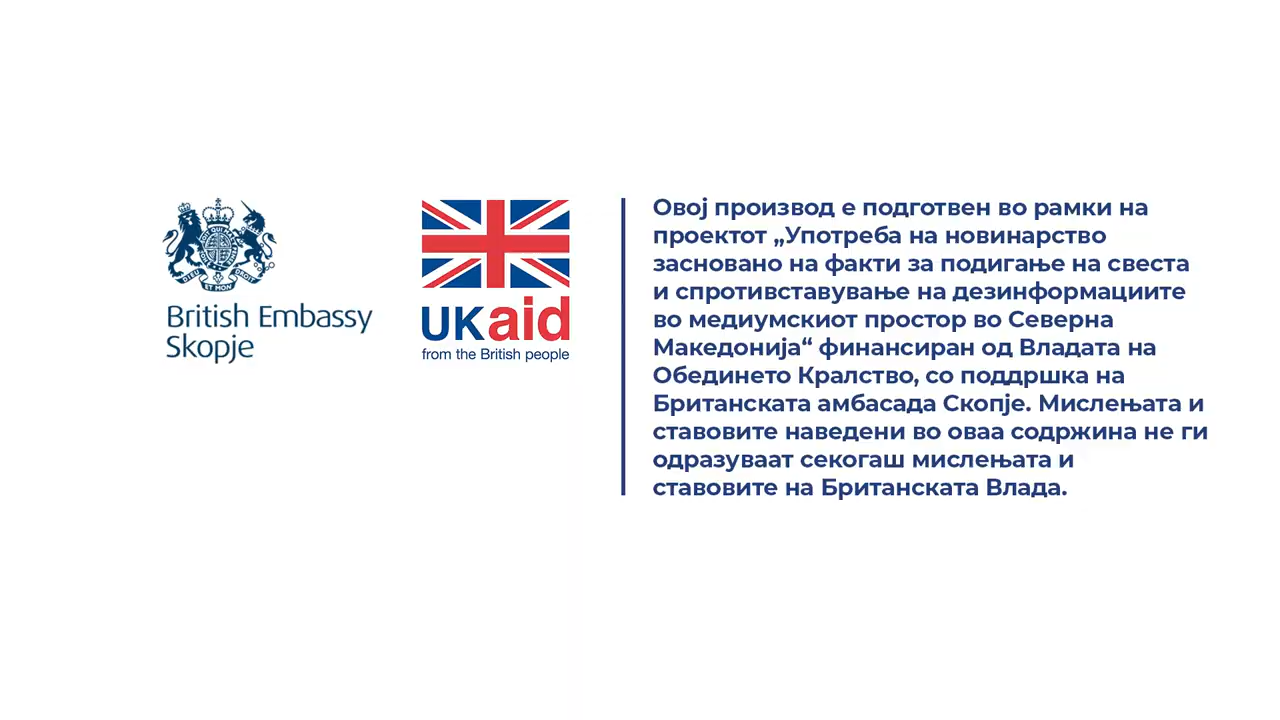 British Embassy
Skopje
UKaid
from the British people
Овој производ е подготвен во рамки на
проектот „Употреба на новинарство
засновано на факти за подигање на свеста
и спротивставување на дезинформациите
во медиумскиот простор во Северна
Македонија“ финансиран од Владата на
Обединето Кралство, со поддршка на
Британската амбасада Скопје. Мислењата и
ставовите наведени во оваа содржина не ги
одразуваат секогаш мислењата и
ставовите на Британската Влада.